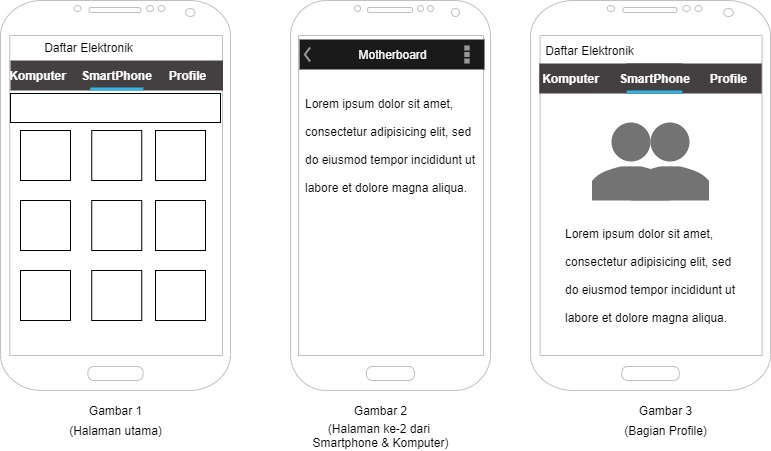 Daftar Elektronik
Komputer SmartPhone Profile
Gambar 1
(Halaman utama)
Motherboard
Lorem ipsum dolor sit amet,
consectetur adipisicing elit, sed
do eiusmod tempor incididunt ut
labore et dolore magna aliqua.
Gambar 2
(Halaman ke-2 dari
Smartphone & Komputer)
Daftar Elektronik
Komputer SmartPhone Profile
Lorem ipsum dolor sit amet,
consectetur adipisicing elit, sed
do eiusmod tempor incididunt ut
labore et dolore magna aliqua.
Gambar 3
(Bagian Profile)